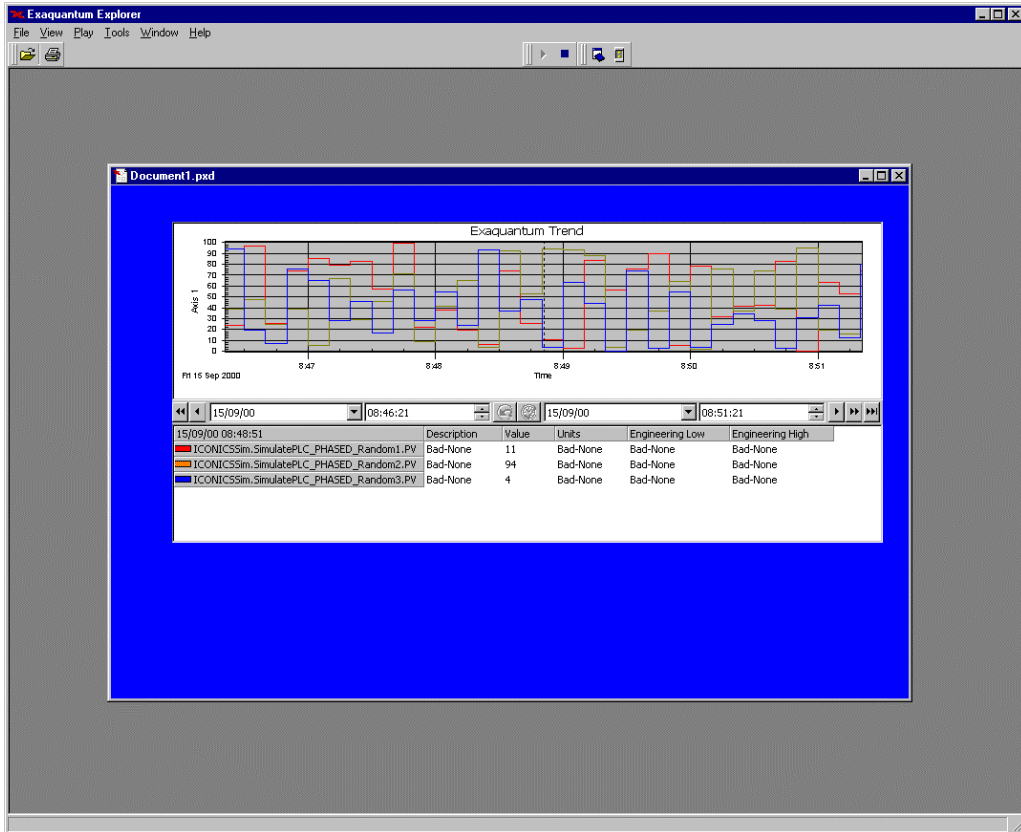 Exaquantum Explorer
File View Play Tools Window Help
Document1.pxd
Exaquantum Trend
100
90
80
70
60
50
40
30
20
10
0
Axis 1
8:47 8:48 8:49 8:50 8:51
Fri 15 Sep 2000 Time
15/09/00 08:46:21 15/09/00 08:51:21
15/09/00 08:48:51 Description Value Units Engineering Low Engineering High
ICONICSSim.SimulatePLC_PHASED_Random1.PV Bad-None 11 Bad-None Bad-None Bad-None
ICONICSSim.SimulatePLC_PHASED_Random2.PV Bad-None 94 Bad-None Bad-None Bad-None
ICONICSSim.SimulatePLC_PHASED_Random3.PV Bad-None 4 Bad-None Bad-None Bad-None